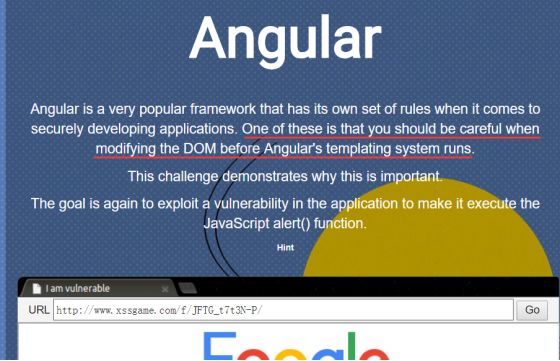 Angular
Angular is a very popular framework that has its own set of rules when it comes to
securely developing applications. One of these is that you should be careful when
modifying the DOM before Angular's templating system runs.
This challenge demonstrates why this is important.
The goal is again to exploit a vulnerability in the application to make it execute the
JavaScript alert() function.
Hint
I am vulnerable
URL http://www.xssgame.com/f/JFTG_t7t3N-P/ Go
Foogle